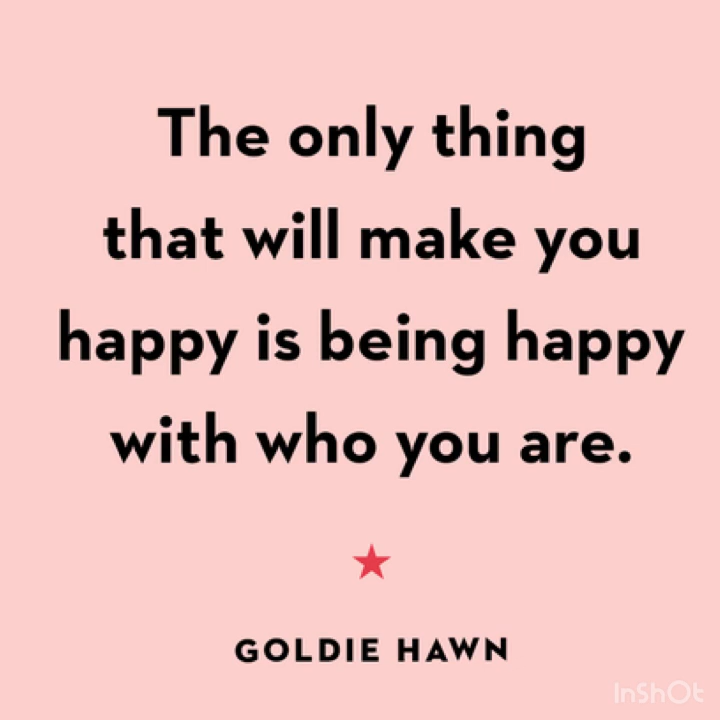 The only thing
that will make you
happy is being happy
with who you are.
GOLDIE HAWN
InShOt